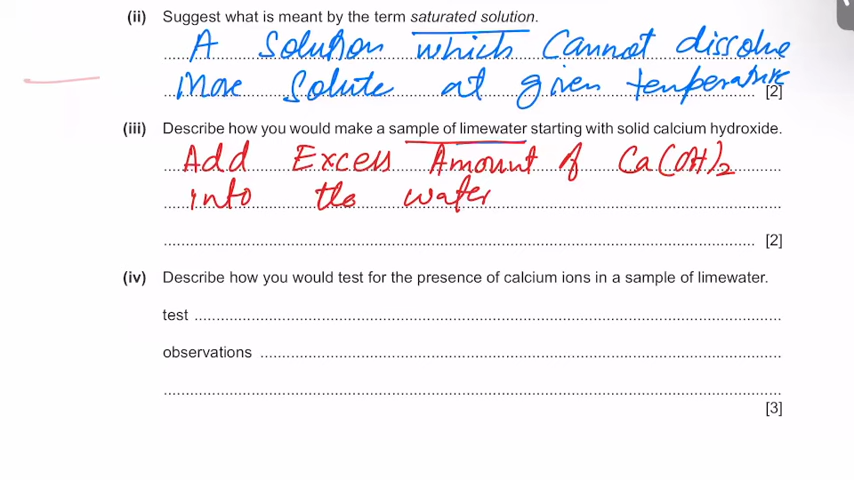 (ii) Suggest what is meant by the term saturated solution.
A Solution which Cannot dissolve
More Solute at given temperature [2]
(iii) Describe how you would make a sample of limewater starting with solid calcium hydroxide.
Add Excess Amount of Ca(OH)2
into the water
[2]
(iv) Describe how you would test for the presence of calcium ions in a sample of limewater.
test
observations
[3]